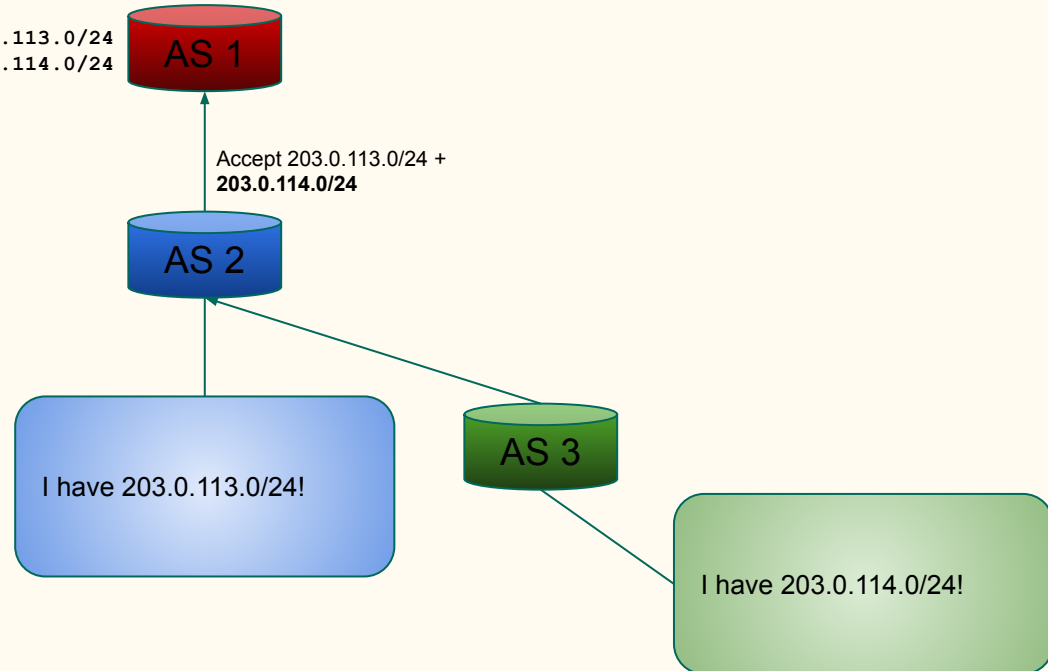 .113.0/24
.114.0/24
AS 1
Accept 203.0.113.0/24 +
203.0.114.0/24
AS 2
I have 203.0.113.0/24!
AS 3
I have 203.0.114.0/24!